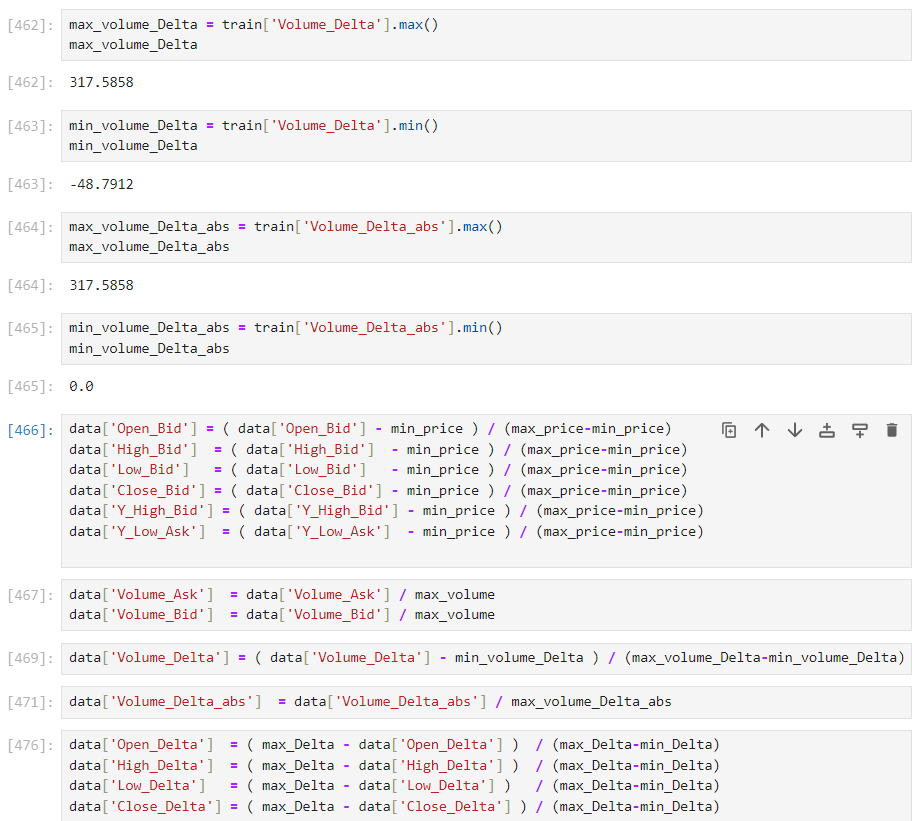 [462]: max_volume_Delta = train['Volume_Delta'].max()
max_volume_Delta
[462]: 317.5858
[463]: min_volume_Delta = train['Volume_Delta'].min()
min_volume_Delta
[463]: -48.7912
[464]: max_volume_Delta_abs = train['Volume_Delta_abs'].max()
max_volume_Delta_abs
[464]: 317.5858
[465]: min_volume_Delta_abs = train['Volume_Delta_abs'].min()
min_volume_Delta_abs
[465]: 0.0
[466]: data['Open_Bid'] = ( data['Open_Bid'] - min_price ) / (max_price-min_price)
data['High_Bid']  = ( data['High_Bid']  - min_price ) / (max_price-min_price)
data['Low_Bid']   = ( data['Low_Bid']   - min_price ) / (max_price-min_price)
data['Close_Bid'] = ( data['Close_Bid'] - min_price ) / (max_price-min_price)
data['Y_High_Bid'] = ( data['Y_High_Bid'] - min_price ) / (max_price-min_price)
data['Y_Low_Ask']  = ( data['Y_Low_Ask']  - min_price ) / (max_price-min_price)
[467]: data['Volume_Ask']  = data['Volume_Ask'] / max_volume
data['Volume_Bid']  = data['Volume_Bid'] / max_volume
[469]: data['Volume_Delta'] = ( data['Volume_Delta'] - min_volume_Delta ) / (max_volume_Delta-min_volume_Delta)
[471]: data['Volume_Delta_abs']  = data['Volume_Delta_abs'] / max_volume_Delta_abs
[476]: data['Open_Delta']  = ( max_Delta - data['Open_Delta'] )  / (max_Delta-min_Delta)
data['High_Delta']  = ( max_Delta - data['High_Delta'] )  / (max_Delta-min_Delta)
data['Low_Delta']   = ( max_Delta - data['Low_Delta'] )   / (max_Delta-min_Delta)
data['Close_Delta'] = ( max_Delta - data['Close_Delta'] ) / (max_Delta-min_Delta)